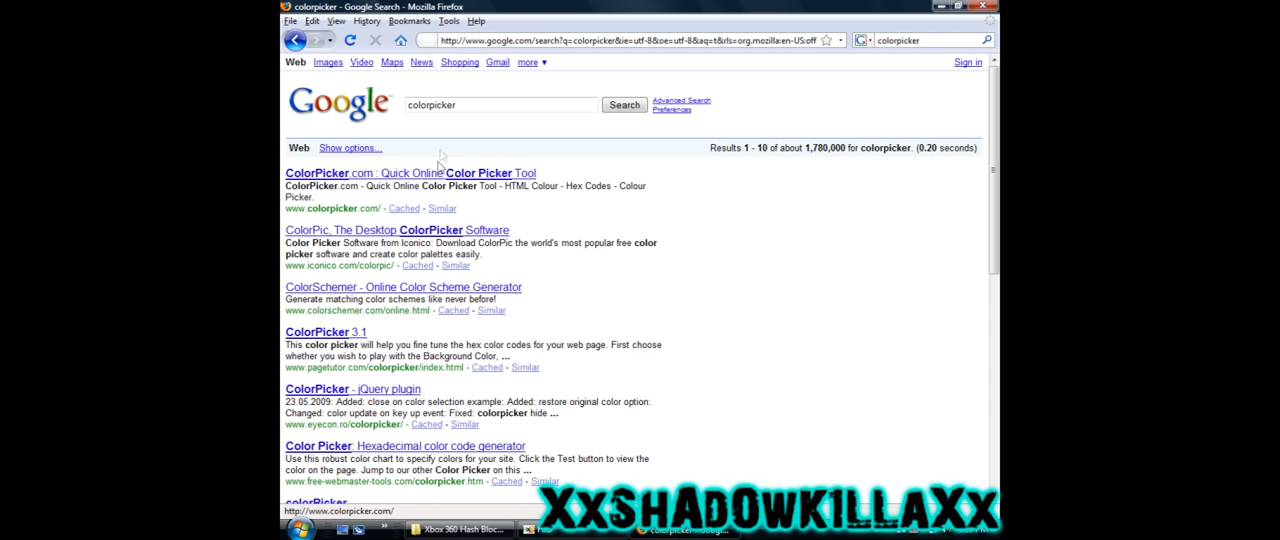 colorpicker - Google Search - Mozilla Firefox
File Edit View History Bookmarks Tools Help
http://www.google.com/search?q=colorpicker&ie=utf-8&oe=utf-8&aq=t&rls=org.mozilla:en-US:off
colorpicker
Web Images Video Maps News Shopping Gmail more ▼
Sign in
Google
colorpicker
Search
Advanced Search
Preferences
Web Show options...
Results 1 - 10 of about 1,780,000 for colorpicker. (0.20 seconds)
ColorPicker.com : Quick Online Color Picker Tool
ColorPicker.com - Quick Online Color Picker Tool - HTML Colour - Hex Codes - Colour
Picker.
www.colorpicker.com/ - Cached - Similar
ColorPic, The Desktop ColorPicker Software
Color Picker Software from Iconico: Download ColorPic the world's most popular free color
picker software and create color palettes easily.
www.iconico.com/colorpic/ - Cached - Similar
ColorSchemer - Online Color Scheme Generator
Generate matching color schemes like never before!
www.colorschemer.com/online.html - Cached - Similar
ColorPicker 3.1
This color picker will help you fine tune the hex color codes for your web page. First choose
whether you wish to play with the Background Color, ...
www.pagetutor.com/colorpicker/index.html - Cached - Similar
ColorPicker - jQuery plugin
23.05.2009: Added: close on color selection example: Added: restore original color option:
Changed: color update on key up event: Fixed: colorpicker hide ...
www.eyecon.ro/colorpicker/ - Cached - Similar
Color Picker: Hexadecimal color code generator
Use this robust color chart to specify colors for your site. Click the Test button to view the
color on the page. Jump to our other Color Picker on this ...
www.free-webmaster-tools.com/colorpicker.htm - Cached - Similar
colorPicker
http://www.colorpicker.com/
XxSHADOWKILLAXx
Xbox 360 Hash Bloc...